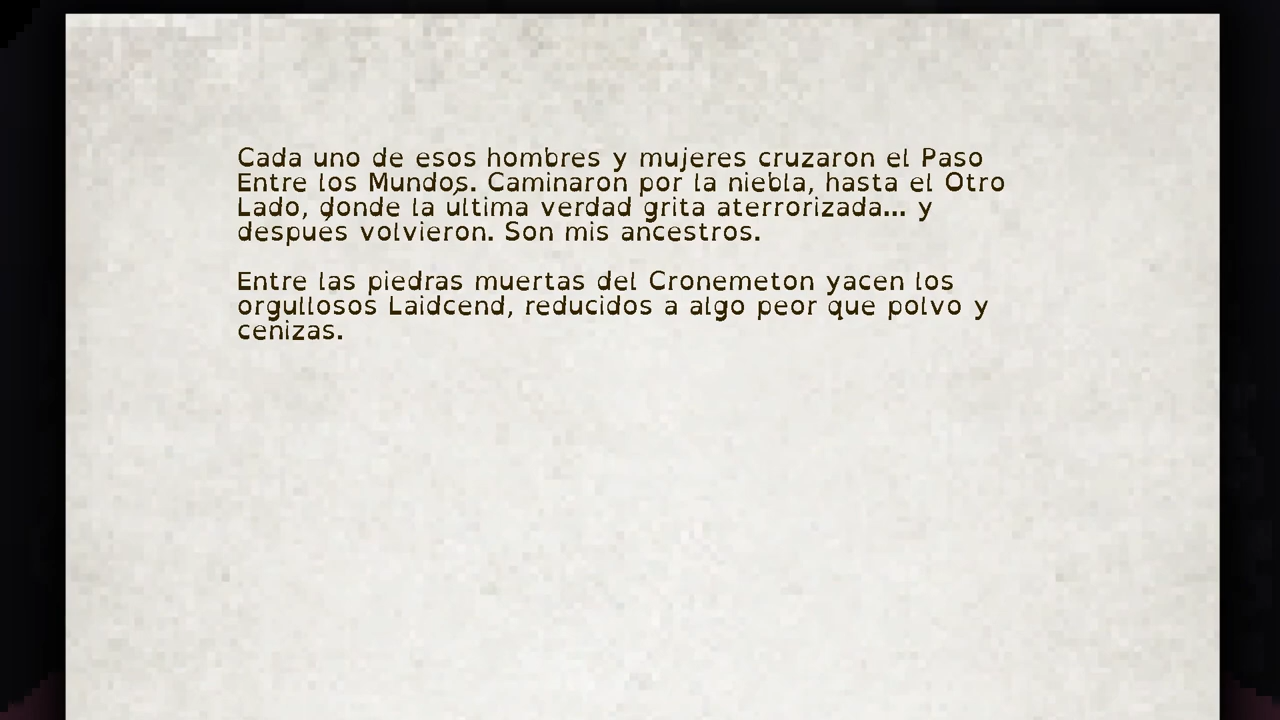 Cada uno de esos hombres y mujeres cruzaron el Paso
Entre los Mundos. Caminaron por la niebla, hasta el Otro
Lado, donde la última verdad grita aterrorizada... y
despues volvieron. Son mis ancestros.
Entre las piedras muertas del Cronemeton yacen los
orgullosos Laidcend, reducidos a algo peor que polvo y
cenizas.